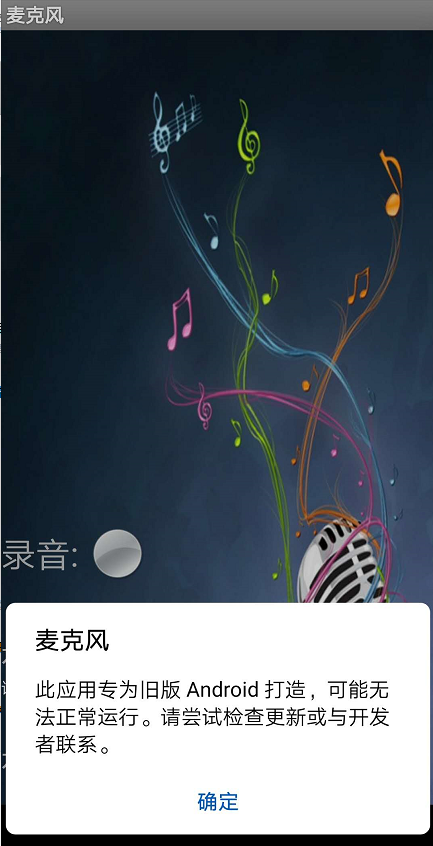 麦克风
录音:
麦克风
此应用专为旧版 Android 打造，可能无
法正常运行。请尝试检查更新或与开发
者联系。
确定